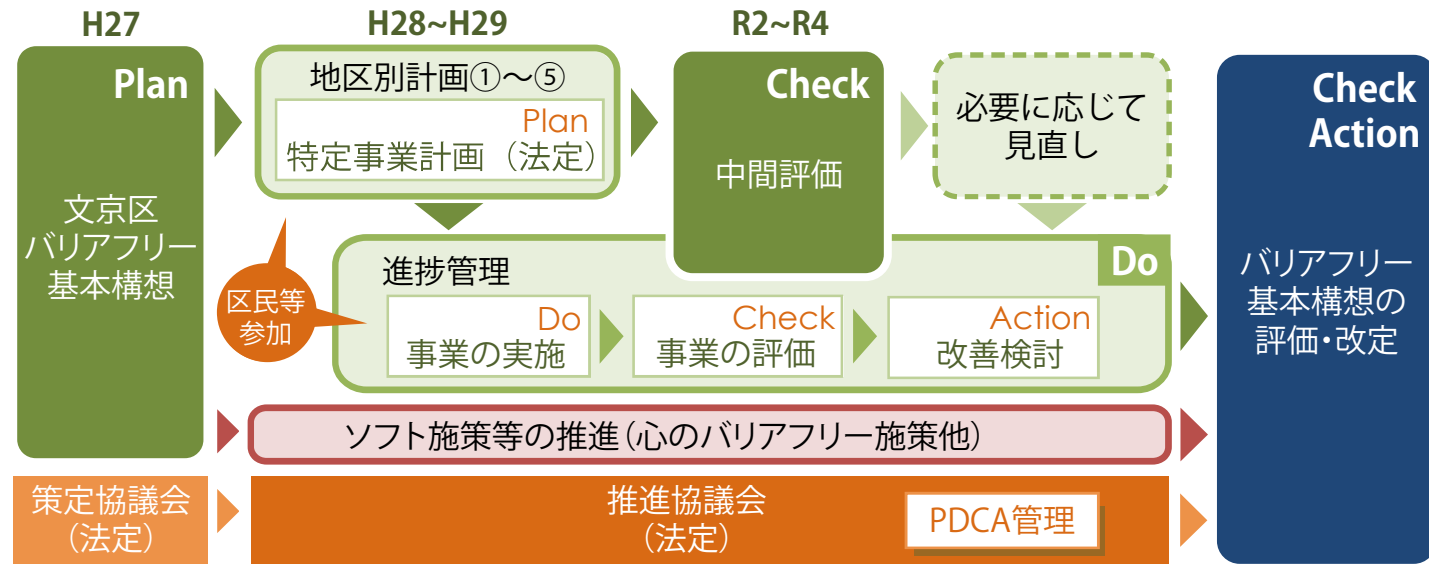 H27
H28~H29
R2~R4
Plan
文京区
バリアフリー
基本構想
地区別計画①～⑤
Plan
特定事業計画（法定）
Check
中間評価
必要に応じて
見直し
Check
Action
バリアフリー
基本構想の
評価・改定
区民等
参加
進捗管理
Do
Do
事業の実施
Check
事業の評価
Action
改善検討
ソフト施策等の推進（心のバリアフリー施策他）
策定協議会
（法定）
推進協議会
（法定）
PDCA管理